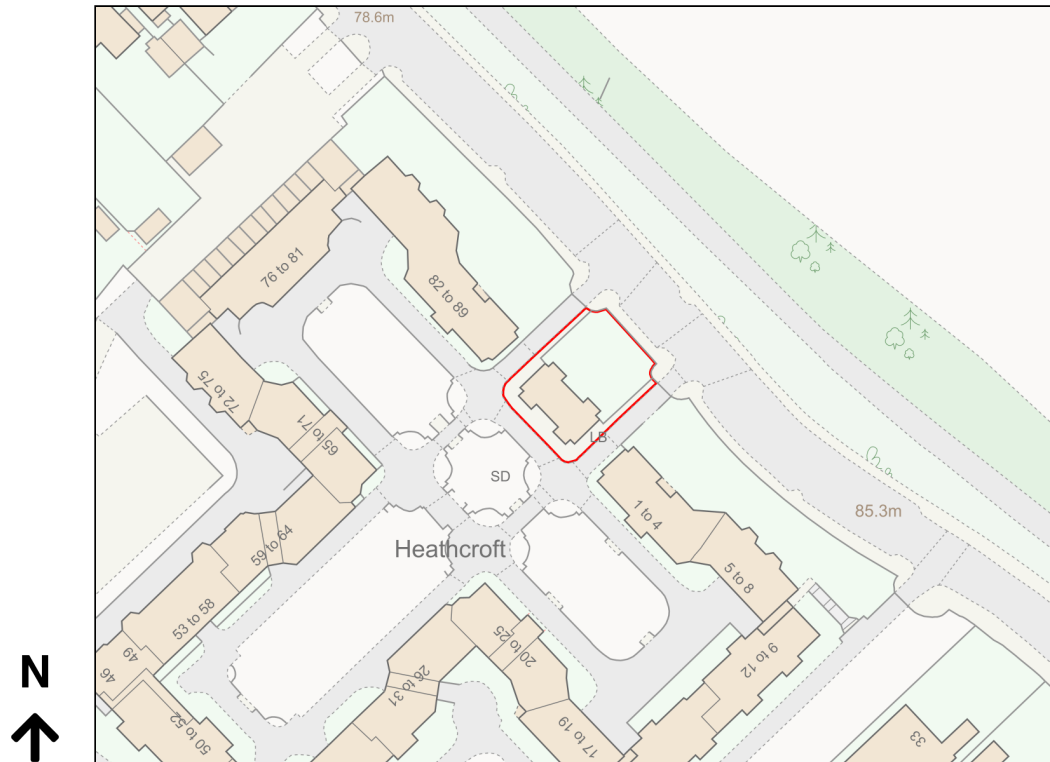 78.6m
76 to 81
82 to 89
72 to 75
65 to 71
LB
SD
1 to 4
85.3m
59 to 64
Heathcroft
5 to 8
53 to 58
20 to 25
9 to 12
49
46
26 to 31
50 to 52
17 to 19
33
N